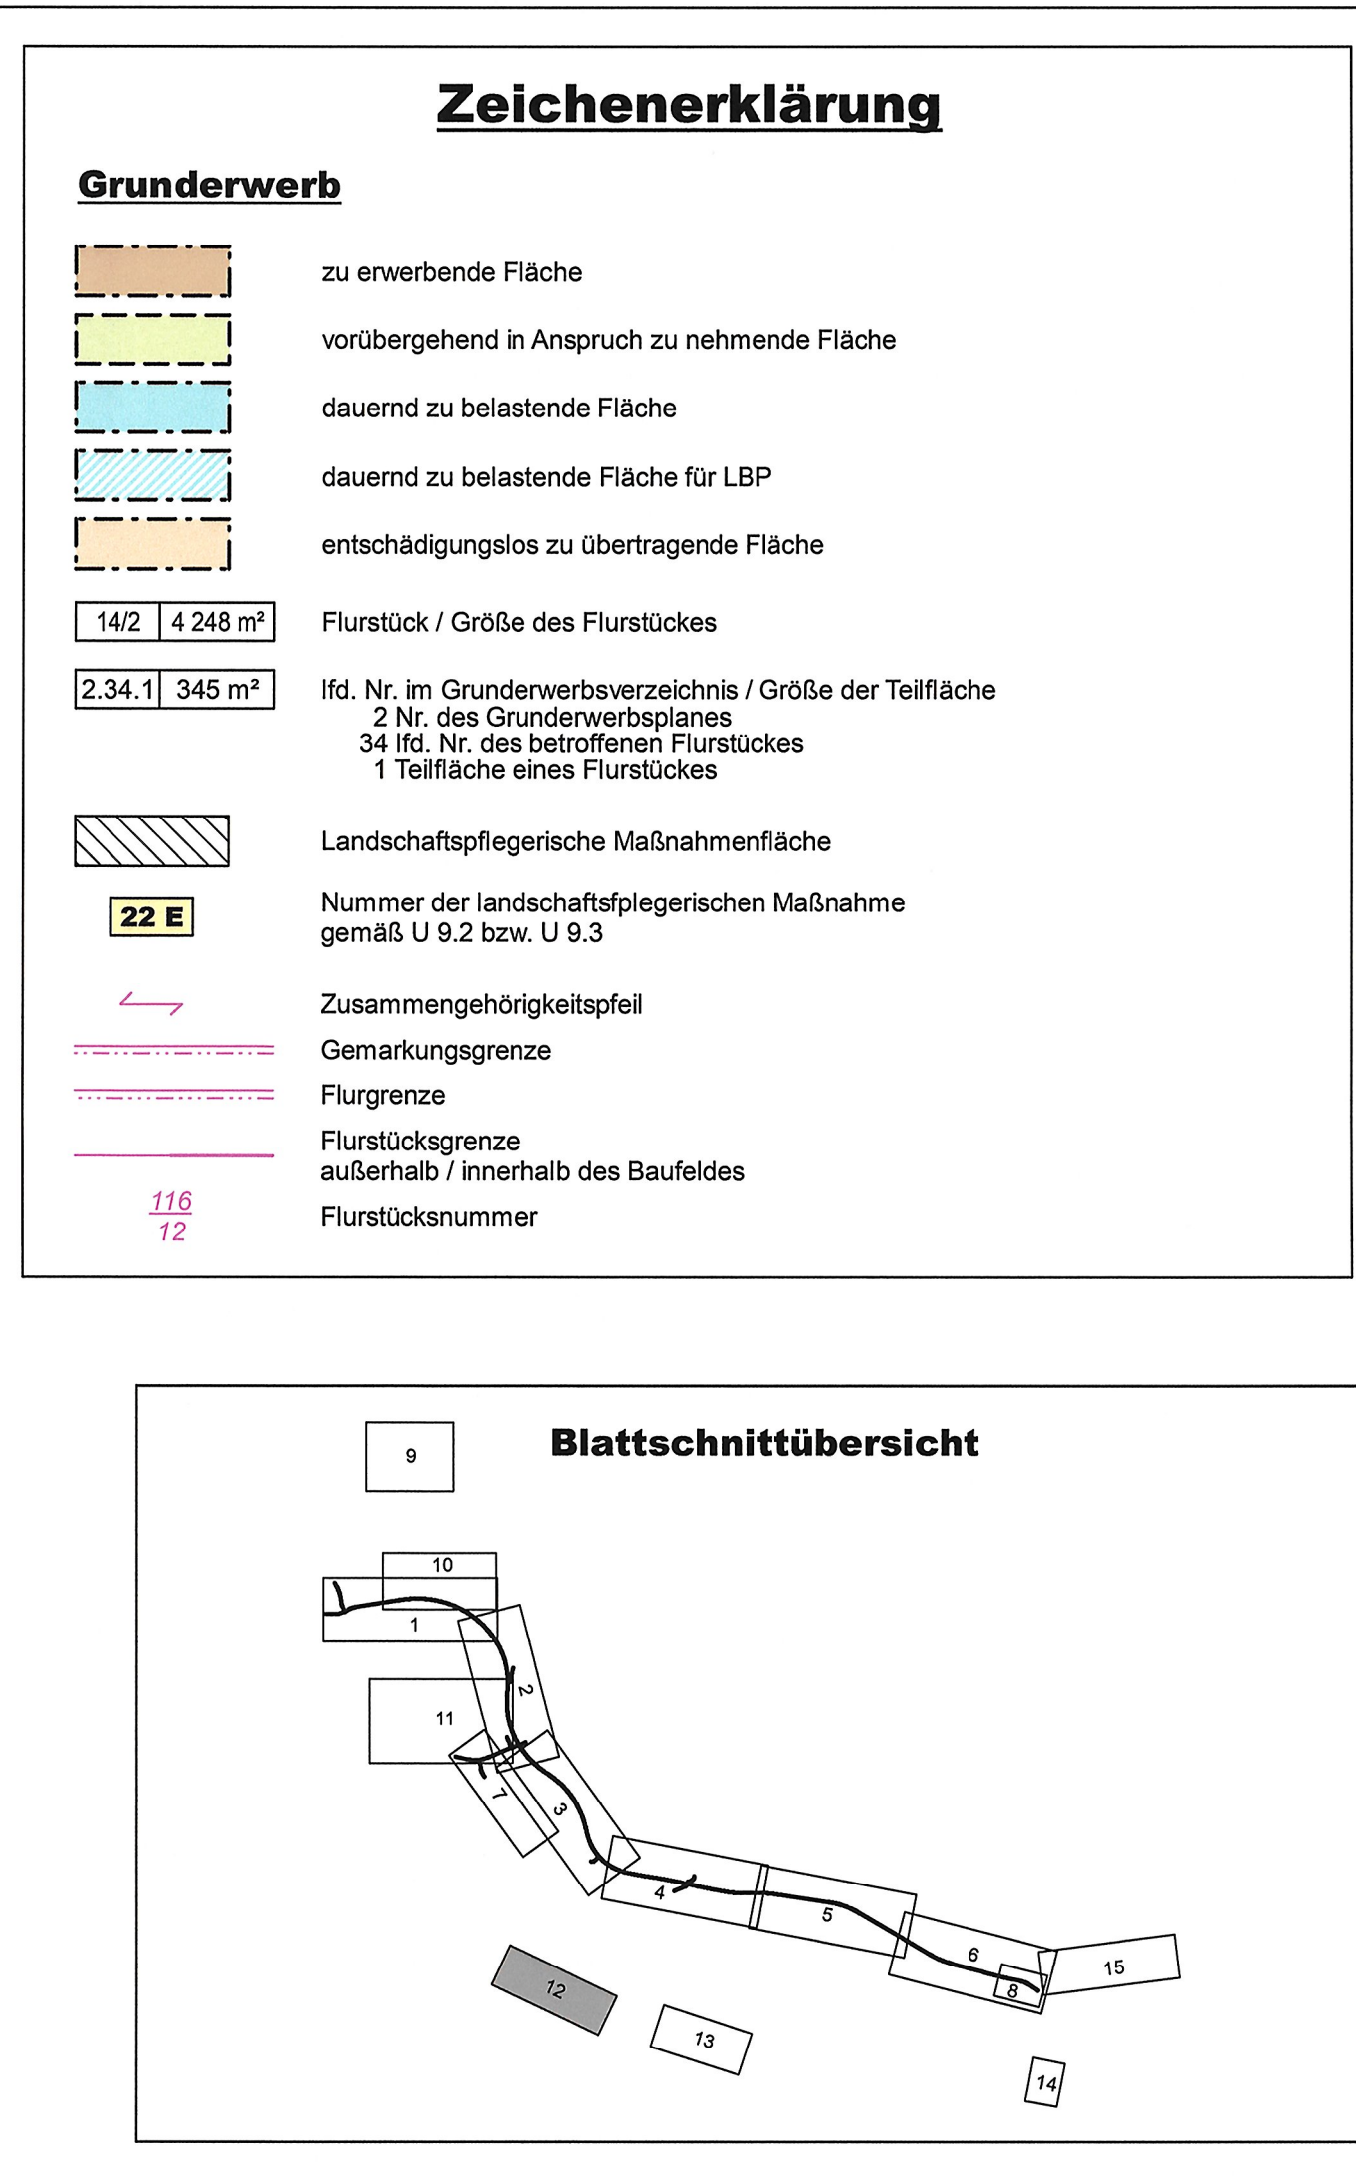 Zeichenerklärung
Grunderwerb
zu erwerbende Fläche
vorübergehend in Anspruch zu nehmende Fläche
dauernd zu belastende Fläche
dauernd zu belastende Fläche für LBP
entschädigungslos zu übertragende Fläche
14/2 4 248 m² Flurstück / Größe des Flurstückes
2.34.1 345 m² lfd. Nr. im Grunderwerbsverzeichnis / Größe der Teilfläche
2 Nr. des Grunderwerbsplanes
34 lfd. Nr. des betroffenen Flurstückes
1 Teilfläche eines Flurstückes
Landschaftspflegerische Maßnahmenfläche
22 E Nummer der landschaftsfplegerischen Maßnahme
gemäß U 9.2 bzw. U 9.3
Zusammengehörigkeitspfeil
Gemarkungsgrenze
Flurgrenze
Flurstücksgrenze
außerhalb / innerhalb des Baufeldes
116
12
Flurstücksnummer
Blattschnittübersicht
9
10
1
2
11
7
3
4
5
6
15
8
12
13
14